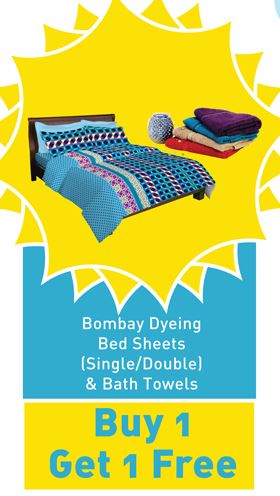 Bombay Dyeing
Bed Sheets
(Single/Double)
& Bath Towels
Buy 1
Get 1 Free